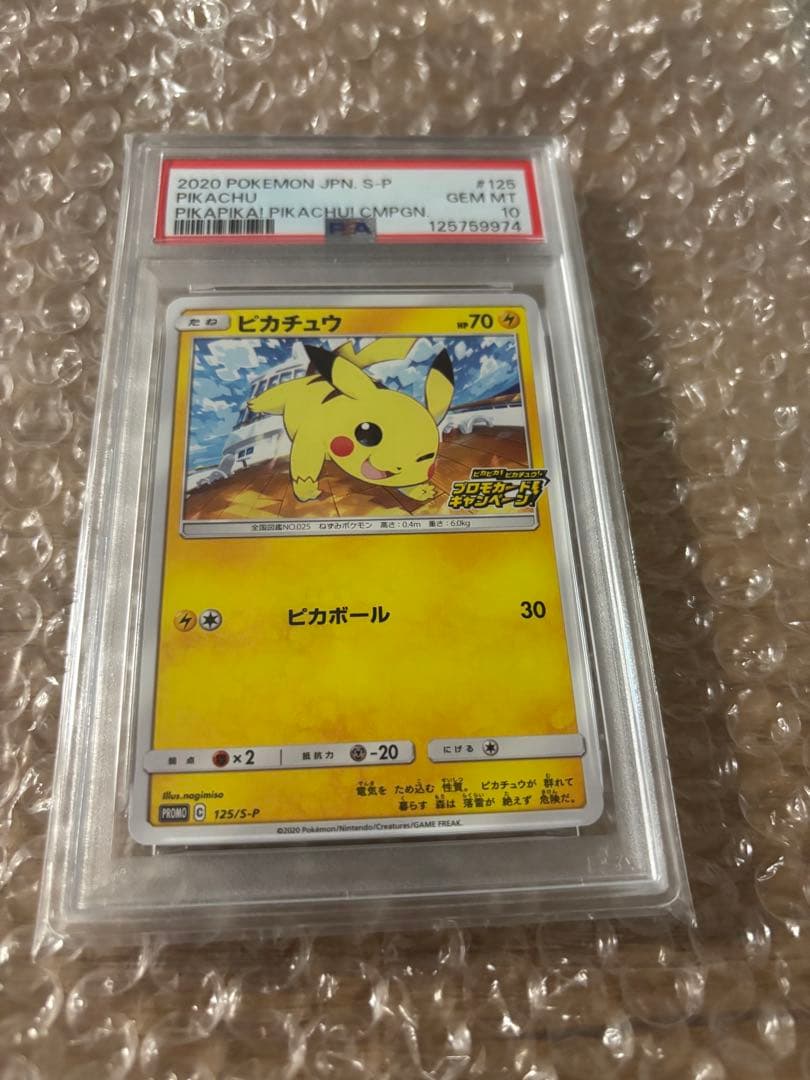 2020 POKEMON JPN. S-P #125
PIKACHU GEM MT
PIKAPIKA! PIKACHU! CMPGN. 10
PSA 125759974
たね ピカチュウ HP70
ピカピカ! ピカチュウ!
プロモカード
キャンペーン
全国図鑑NO.025 ねずみポケモン 高さ:0.4m 重さ:6.0kg
ピカボール 30
弱点 ×2 抵抗力 -20 にげる
Illus.nagimiso
電気を ため込む 性質。 ピカチュウが 群れて
暮らす 森は 落雷が 絶えず 危険だ。
PROMO C 125/S-P
©2020 Pokémon/Nintendo/Creatures/GAME FREAK.